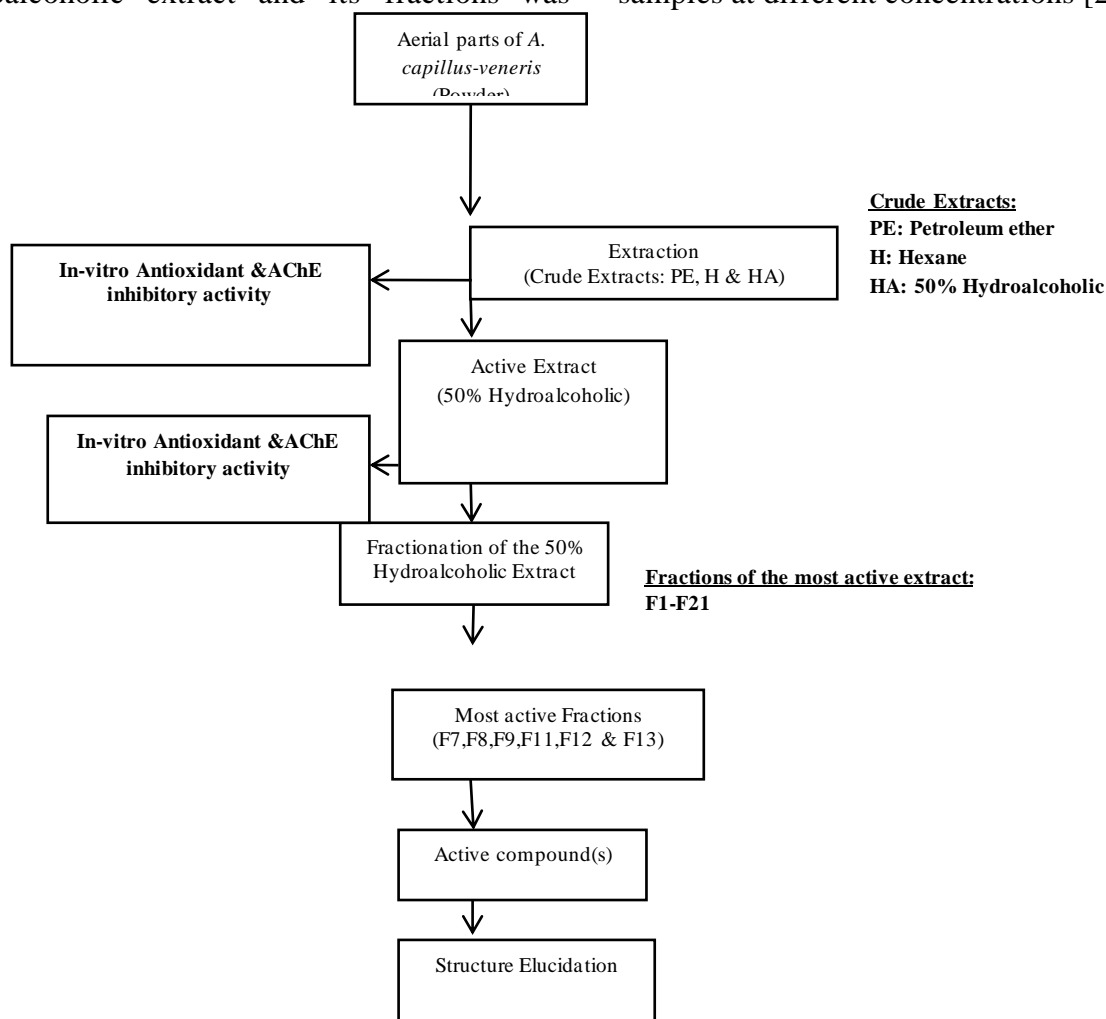 alcoholic extract and its fractions was
samples at different concentrations [2
Aerial parts of A.
capillus-veneris
(Powder)
Extraction
(Crude Extracts: PE, H & HA)
Crude Extracts:
PE: Petroleum ether
H: Hexane
HA: 50% Hydroalcoholic
In-vitro Antioxidant &AChE
inhibitory activity
Active Extract
(50% Hydroalcoholic)
In-vitro Antioxidant &AChE
inhibitory activity
Fractionation of the 50%
Hydroalcoholic Extract
Fractions of the most active extract:
F1-F21
Most active Fractions
(F7,F8,F9,F11,F12 & F13)
Active compound(s)
Structure Elucidation